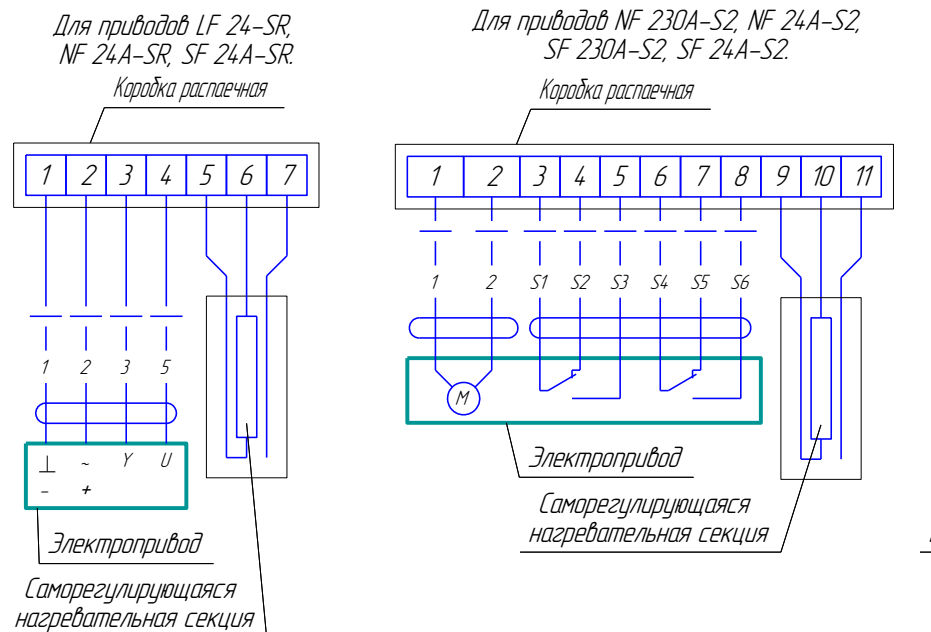 Для приводов LF 24-SR,
NF 24A-SR, SF 24A-SR.
Коробка распаечная
1 2 3 4 5 6 7
1 2 3 5
⊥ ~ Y U
- +
Электропривод
Саморегулирующаяся
нагревательная секция
Для приводов NF 230A-S2, NF 24A-S2,
SF 230A-S2, SF 24A-S2.
Коробка распаечная
1 2 3 4 5 6 7 8 9 10 11
1 2 S1 S2 S3 S4 S5 S6
M
Электропривод
Саморегулирующаяся
нагревательная секция